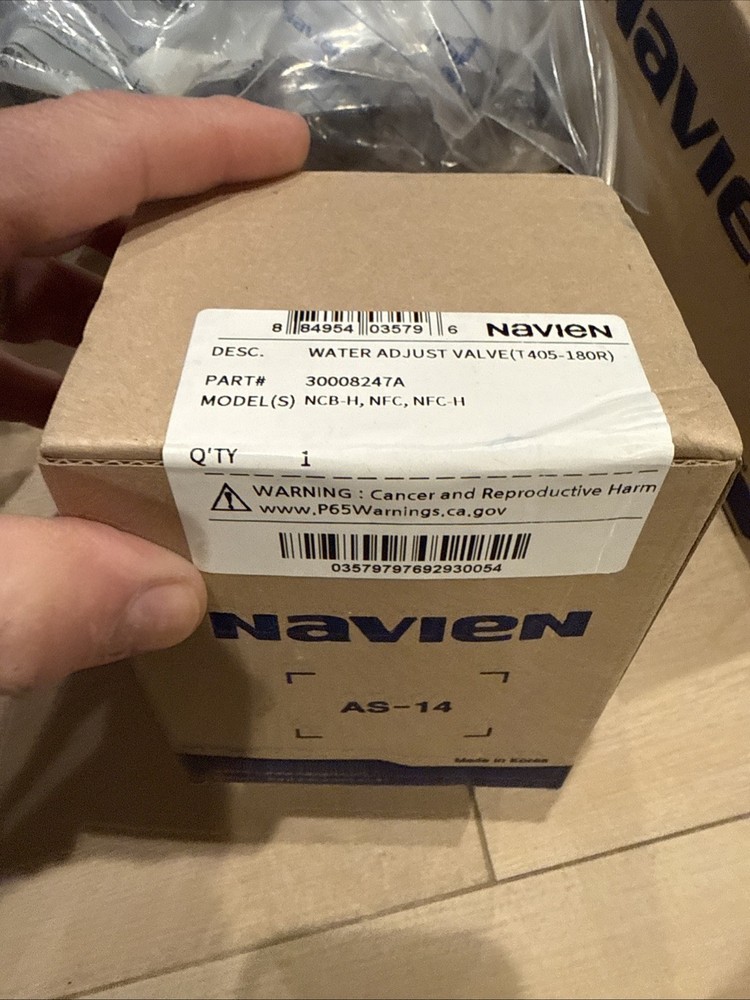 Navie
8 84954 03579 6 NaVIeN
DESC. WATER ADJUST VALVE(T405-180R)
PART# 30008247A
MODEL(S) NCB-H, NFC, NFC-H
Q'TY 1
WARNING : Cancer and Reproductive Harm
www.P65Warnings.ca.gov
03579797692930054
NaVIeN
AS-14
Made in Korea